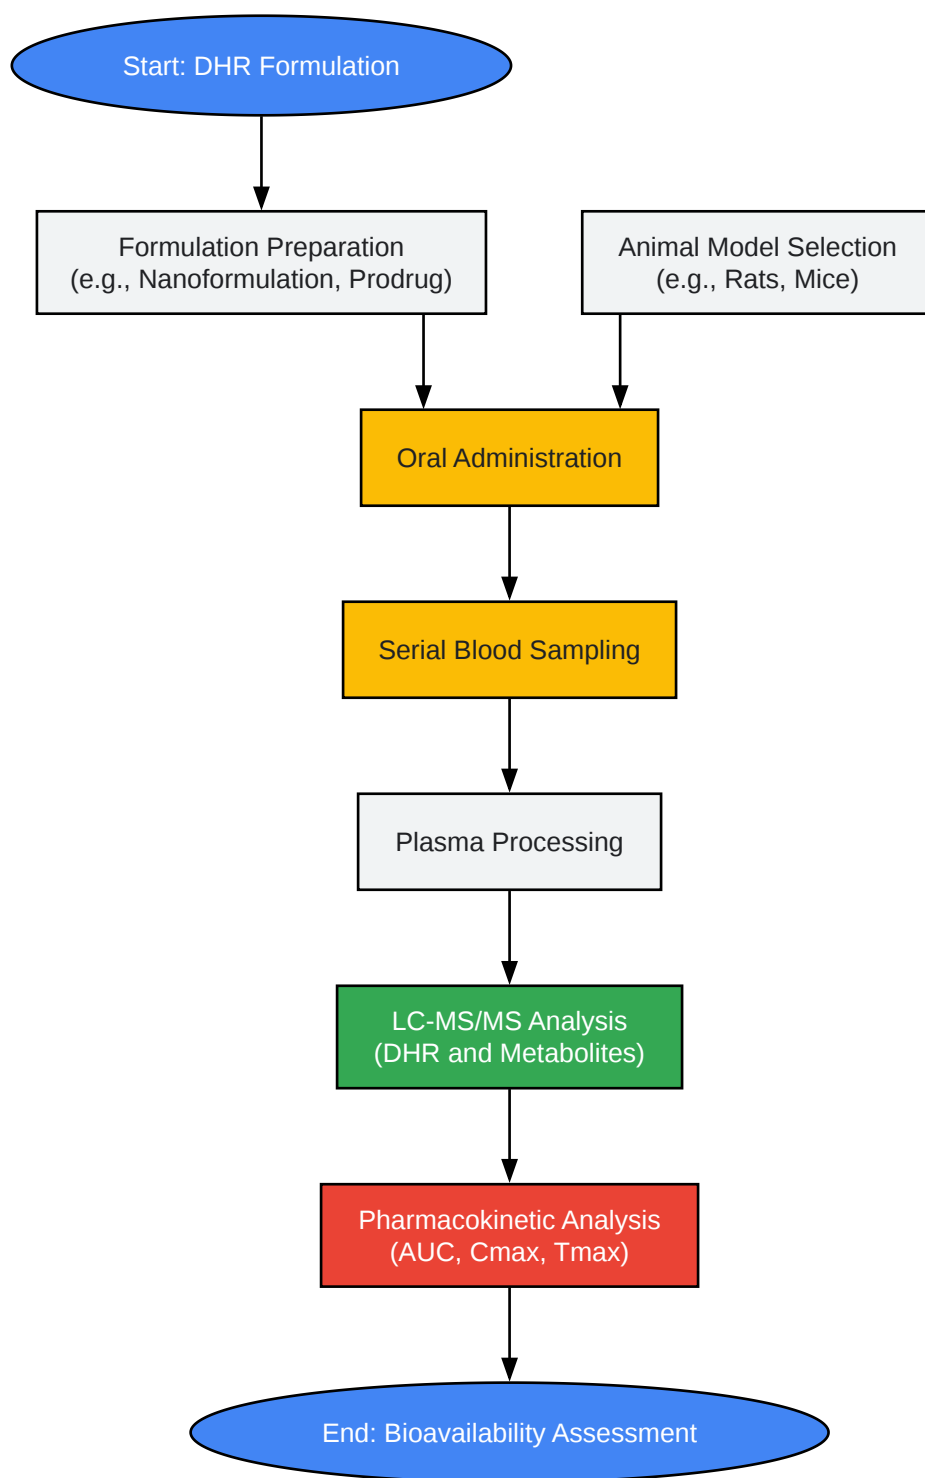 Start: DHR Formulation
Formulation Preparation
(e.g., Nanoformulation, Prodrug)
Animal Model Selection
(e.g., Rats, Mice)
Oral Administration
Serial Blood Sampling
Plasma Processing
LC-MS/MS Analysis
(DHR and Metabolites)
Pharmacokinetic Analysis
(AUC, Cmax, Tmax)
End: Bioavailability Assessment